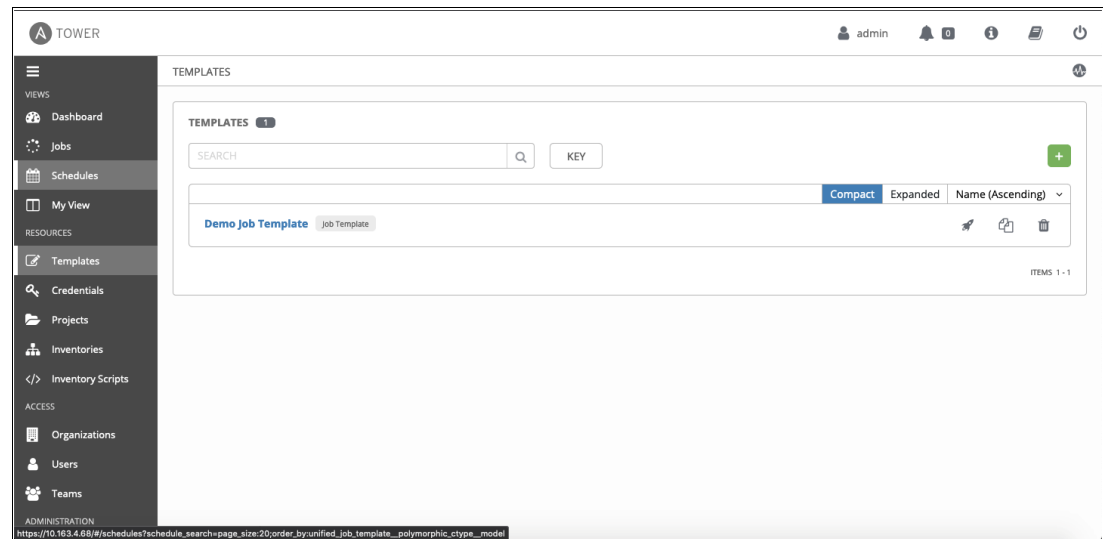 A TOWER
admin
0
VIEWS
Dashboard
Jobs
Schedules
My View
RESOURCES
Templates
Credentials
Projects
Inventories
</> Inventory Scripts
ACCESS
Organizations
Users
Teams
ADMINISTRATION
https://10.163.4.68/#/schedules?schedule_search=page_size:20;order_by:unified_job_template__polymorphic_ctype__model
TEMPLATES
TEMPLATES 1
SEARCH
KEY
+
Compact Expanded Name (Ascending)
Demo Job Template Job Template
ITEMS 1 - 1